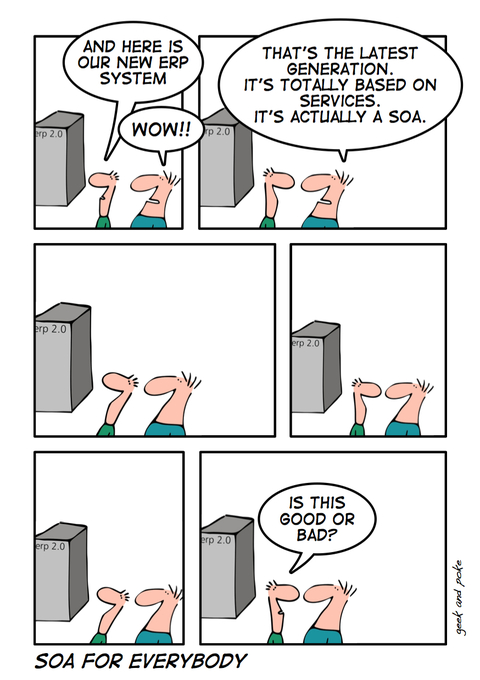 AND HERE IS
OUR NEW ERP
SYSTEM
WOW!!
erp 2.0
THAT'S THE LATEST
GENERATION.
IT'S TOTALLY BASED ON
SERVICES.
IT'S ACTUALLY A SOA.
rp 2.0
erp 2.0
erp 2.0
erp 2.0
IS THIS
GOOD OR
BAD?
erp 2.0
geek and poke
SOA FOR EVERYBODY